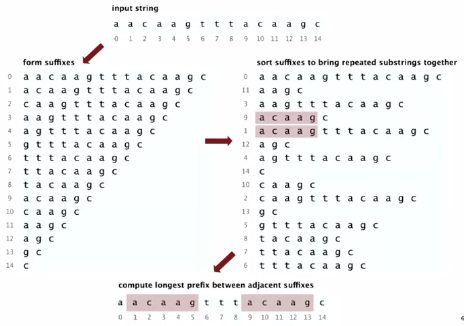 input string
a a c a a g t t t a c a a g c
0 1 2 3 4 5 6 7 8 9 10 11 12 13 14
form suffixes
0 a a c a a g t t t a c a a g c
1 a c a a g t t t a c a a g c
2 c a a g t t t a c a a g c
3 a a g t t t a c a a g c
4 a g t t t a c a a g c
5 g t t t a c a a g c
6 t t t a c a a g c
7 t t a c a a g c
8 t a c a a g c
9 a c a a g c
10 c a a g c
11 a a g c
12 a g c
13 g c
14 c
sort suffixes to bring repeated substrings together
0 a a c a a g t t t a c a a g c
11 a a g c
3 a a g t t t a c a a g c
9 a c a a g c
1 a c a a g t t t a c a a g c
12 a g c
4 a g t t t a c a a g c
14 c
10 c a a g c
2 c a a g t t t a c a a g c
13 g c
5 g t t t a c a a g c
8 t a c a a g c
7 t t a c a a g c
6 t t t a c a a g c
compute longest prefix between adjacent suffixes
a a c a a g t t t a c a a g c
0 1 2 3 4 5 6 7 8 9 10 11 12 13 14
6